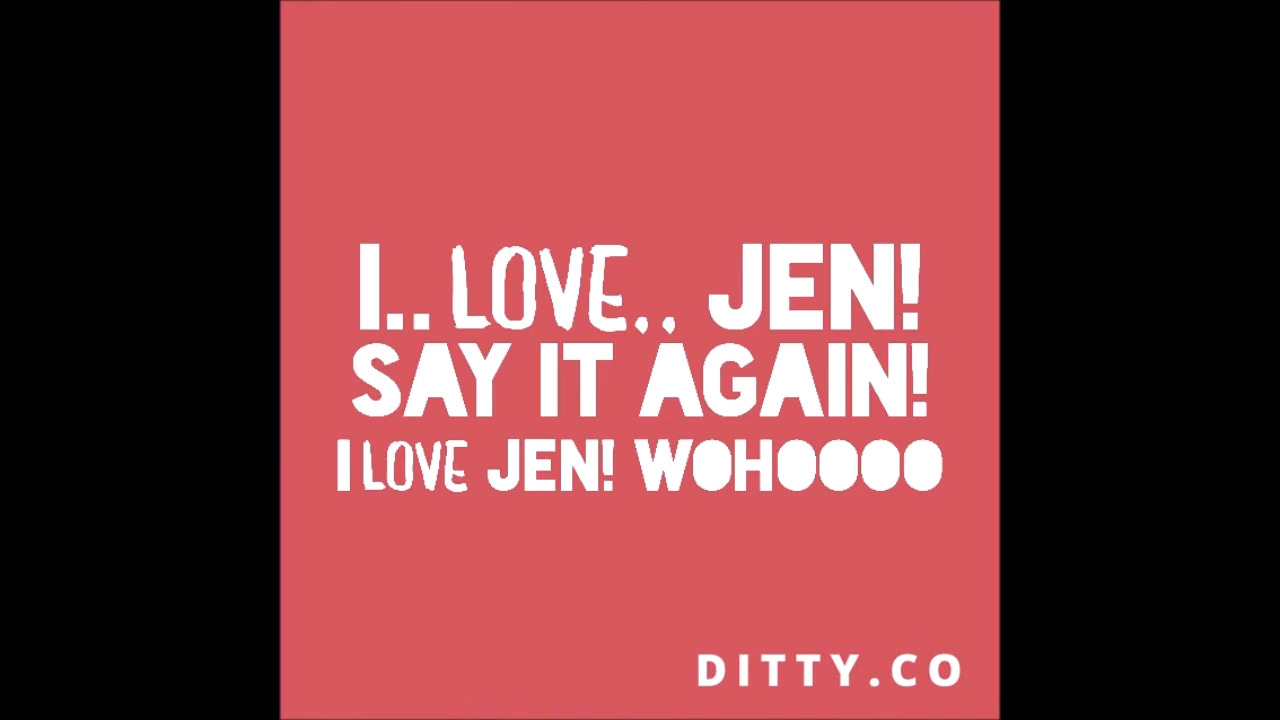 I.. LOVE.. JEN!
SAY IT AGAIN!
I LOVE JEN! WOHOOOO
DITTY.CO